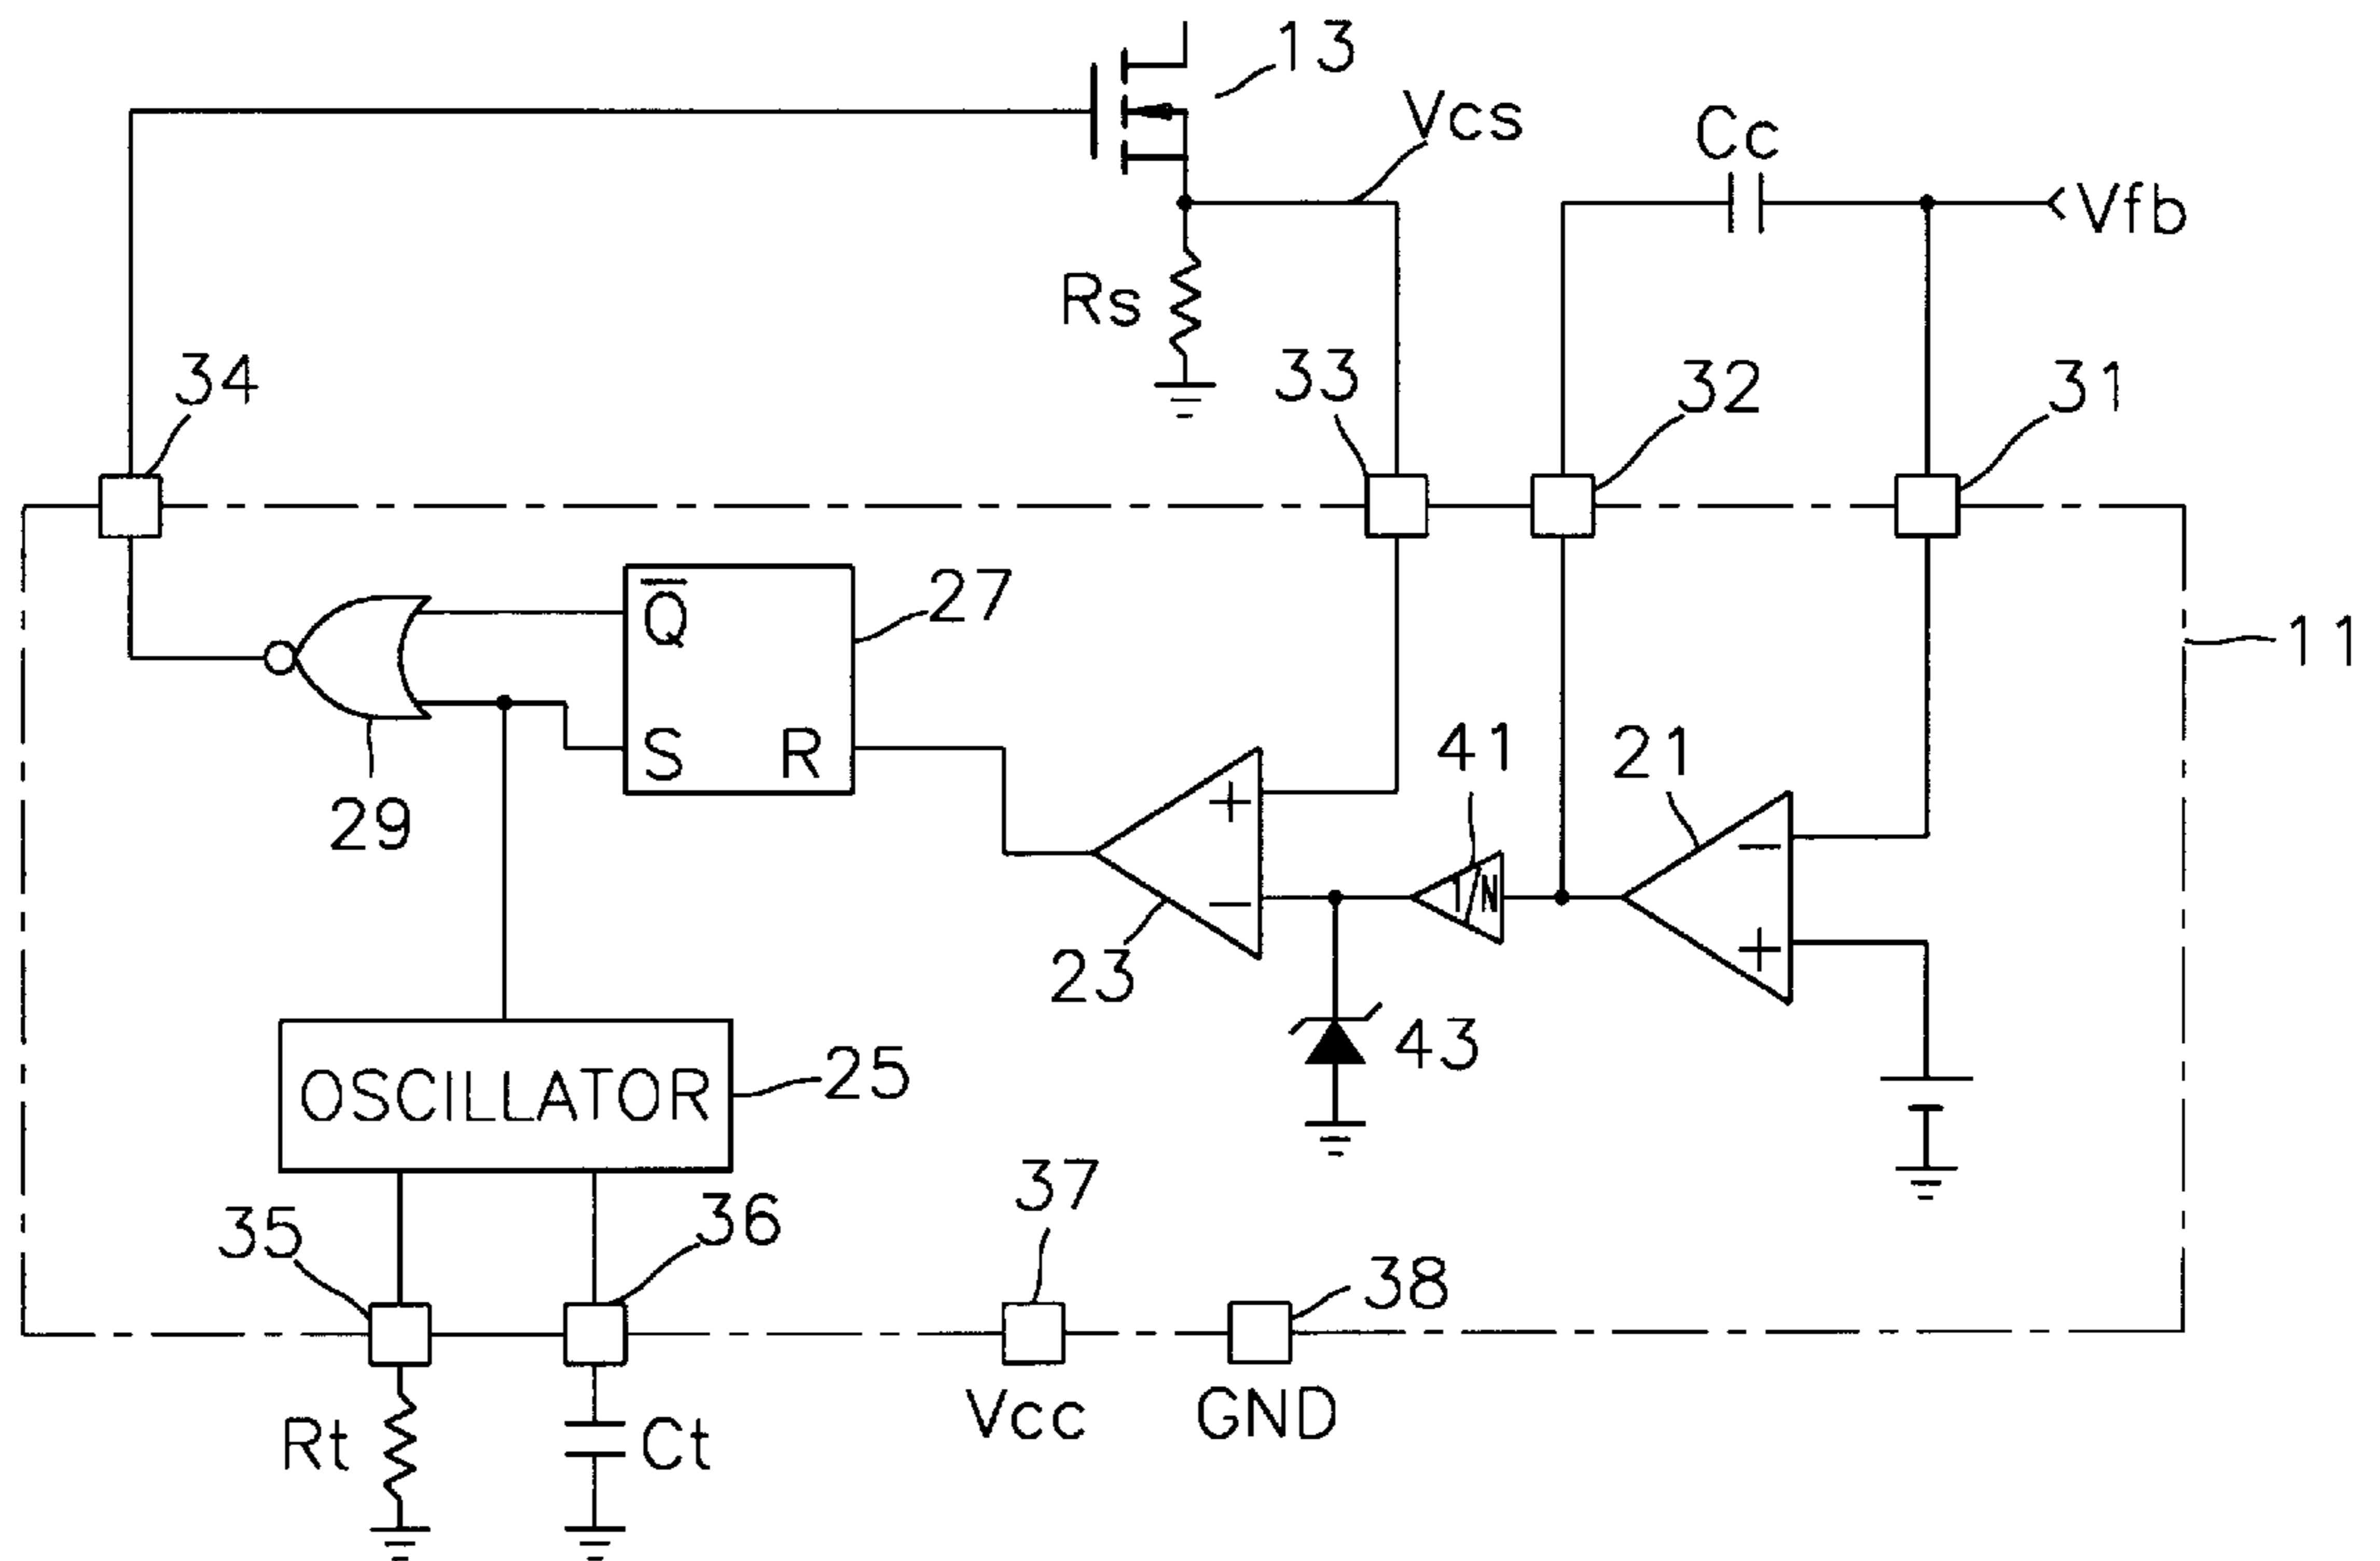 13
Vcs
Cc
Vfb
Rs
34
33
32
31
Q̅
27
11
S
R
41
21
+
−
1/N
−
29
23
+
43
OSCILLATOR
25
37
35
36
38
Rt
Ct
Vcc
GND